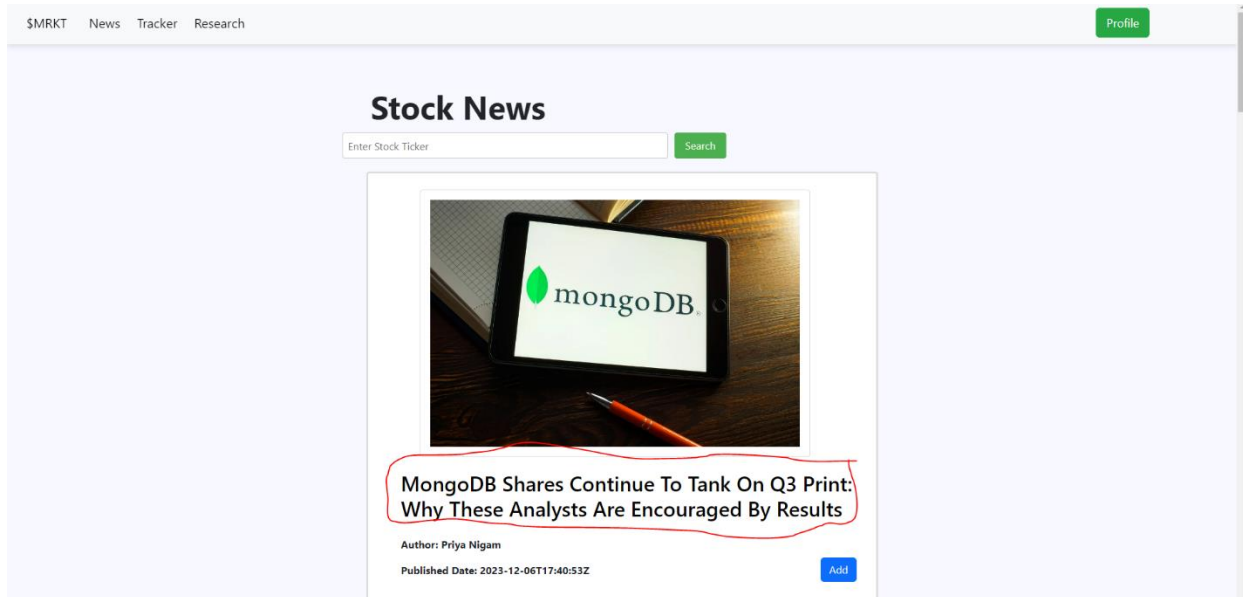 $MRKT News Tracker Research Profile
Stock News
Enter Stock Ticker Search
mongoDB
MongoDB Shares Continue To Tank On Q3 Print:
Why These Analysts Are Encouraged By Results
Author: Priya Nigam
Published Date: 2023-12-06T17:40:53Z Add